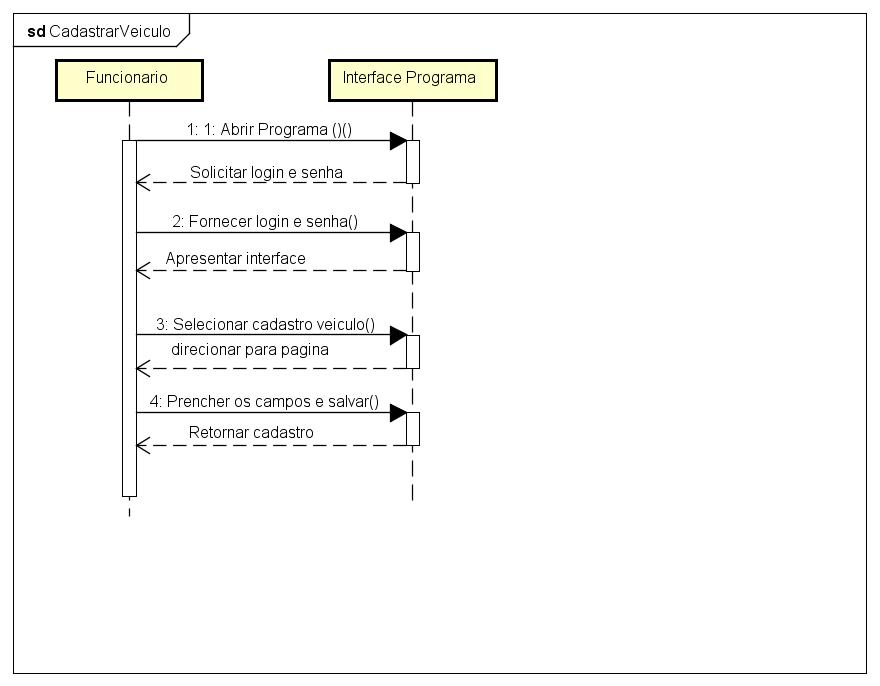 sd CadastrarVeiculo
Funcionario
Interface Programa
1: 1: Abrir Programa ()()
Solicitar login e senha
2: Fornecer login e senha()
Apresentar interface
3: Selecionar cadastro veiculo()
direcionar para pagina
4: Prencher os campos e salvar()
Retornar cadastro